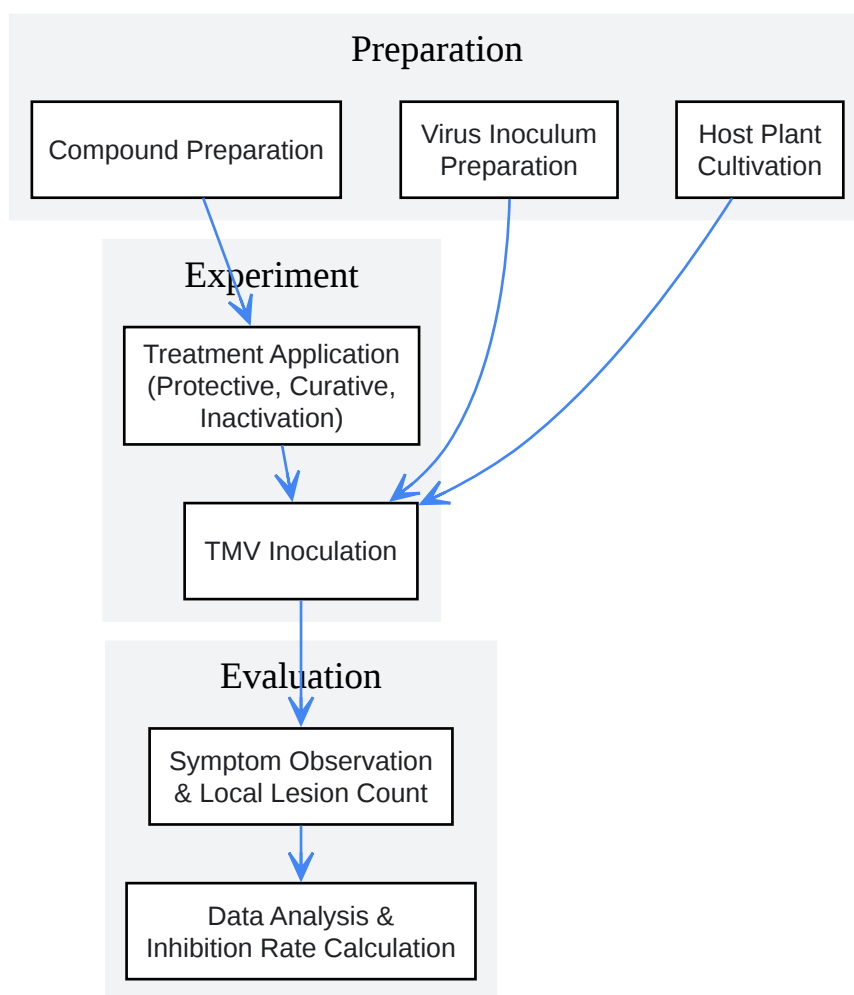 Preparation
Compound Preparation
Virus Inoculum
Preparation
Host Plant
Cultivation
Experiment
Treatment Application
(Protective, Curative,
Inactivation)
TMV Inoculation
Evaluation
Symptom Observation
& Local Lesion Count
Data Analysis &
Inhibition Rate Calculation